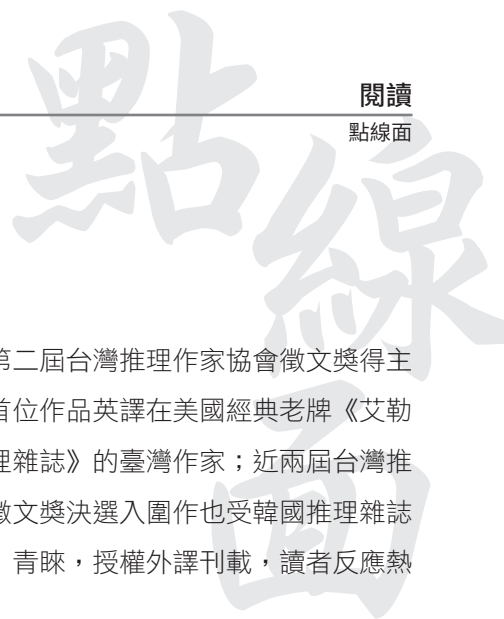 閱讀
點線面
點線面
第二屆台灣推理作家協會徵文獎得主
首位作品英譯在美國經典老牌《艾勒
理雜誌》的臺灣作家；近兩屆台灣推
徵文獎決選入圍作也受韓國推理雜誌
》青睞，授權外譯刊載，讀者反應熱